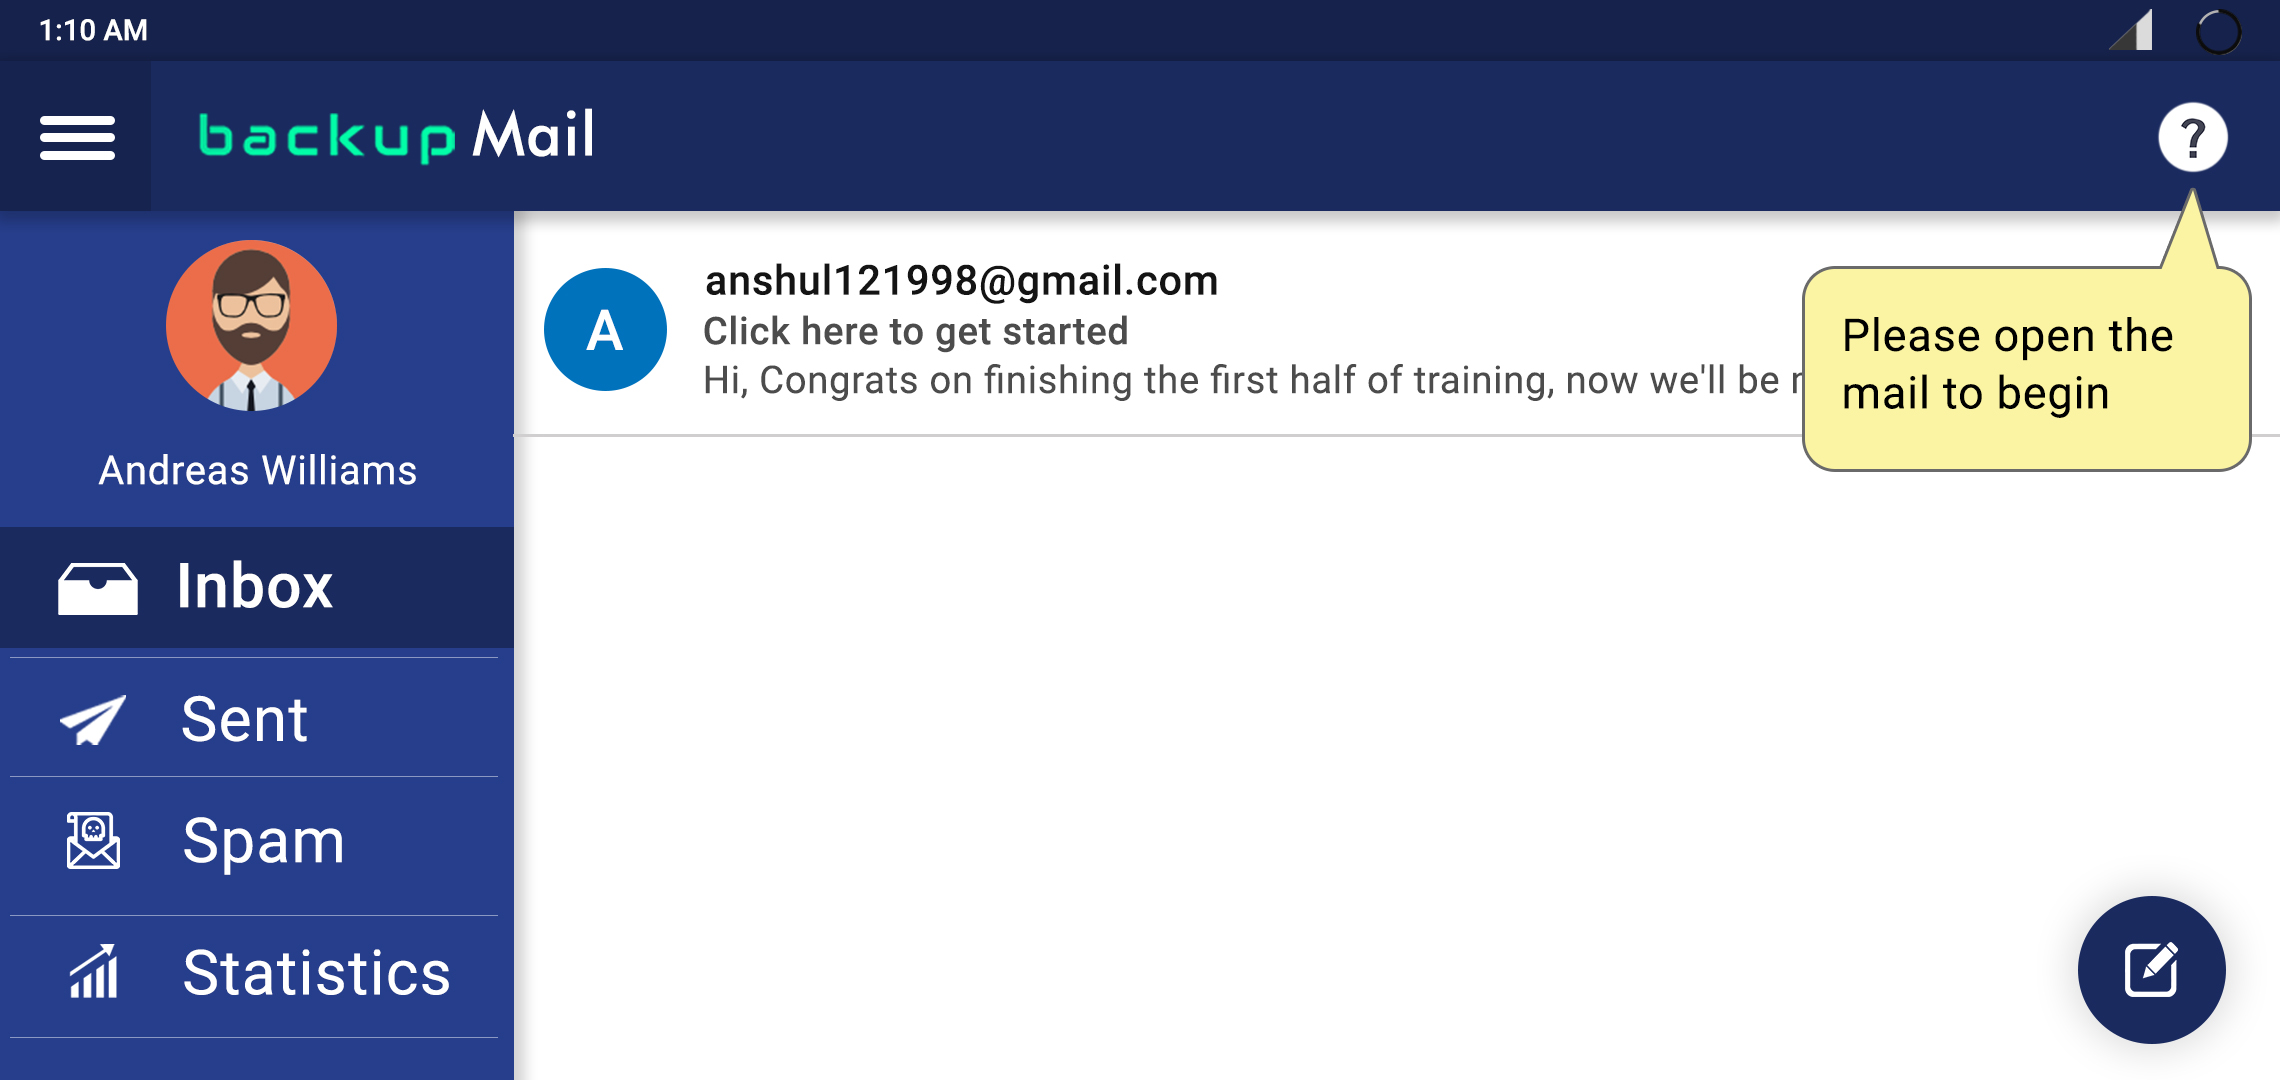 1:10 AM
backup Mail
?
Andreas Williams
Inbox
Sent
Spam
Statistics
A
anshul121998@gmail.com
Click here to get started
Hi, Congrats on finishing the first half of training, now we'll be
Please open the
mail to begin